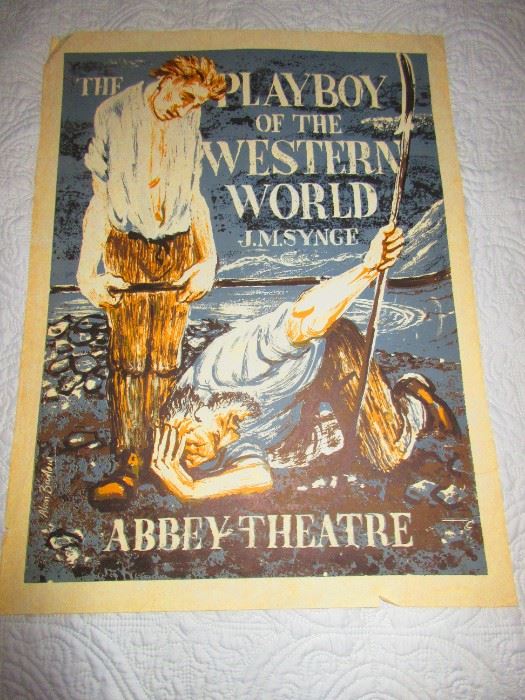 THE PLAYBOY
OF THE
WESTERN
WORLD
J.M.SYNGE
ABBEY THEATRE